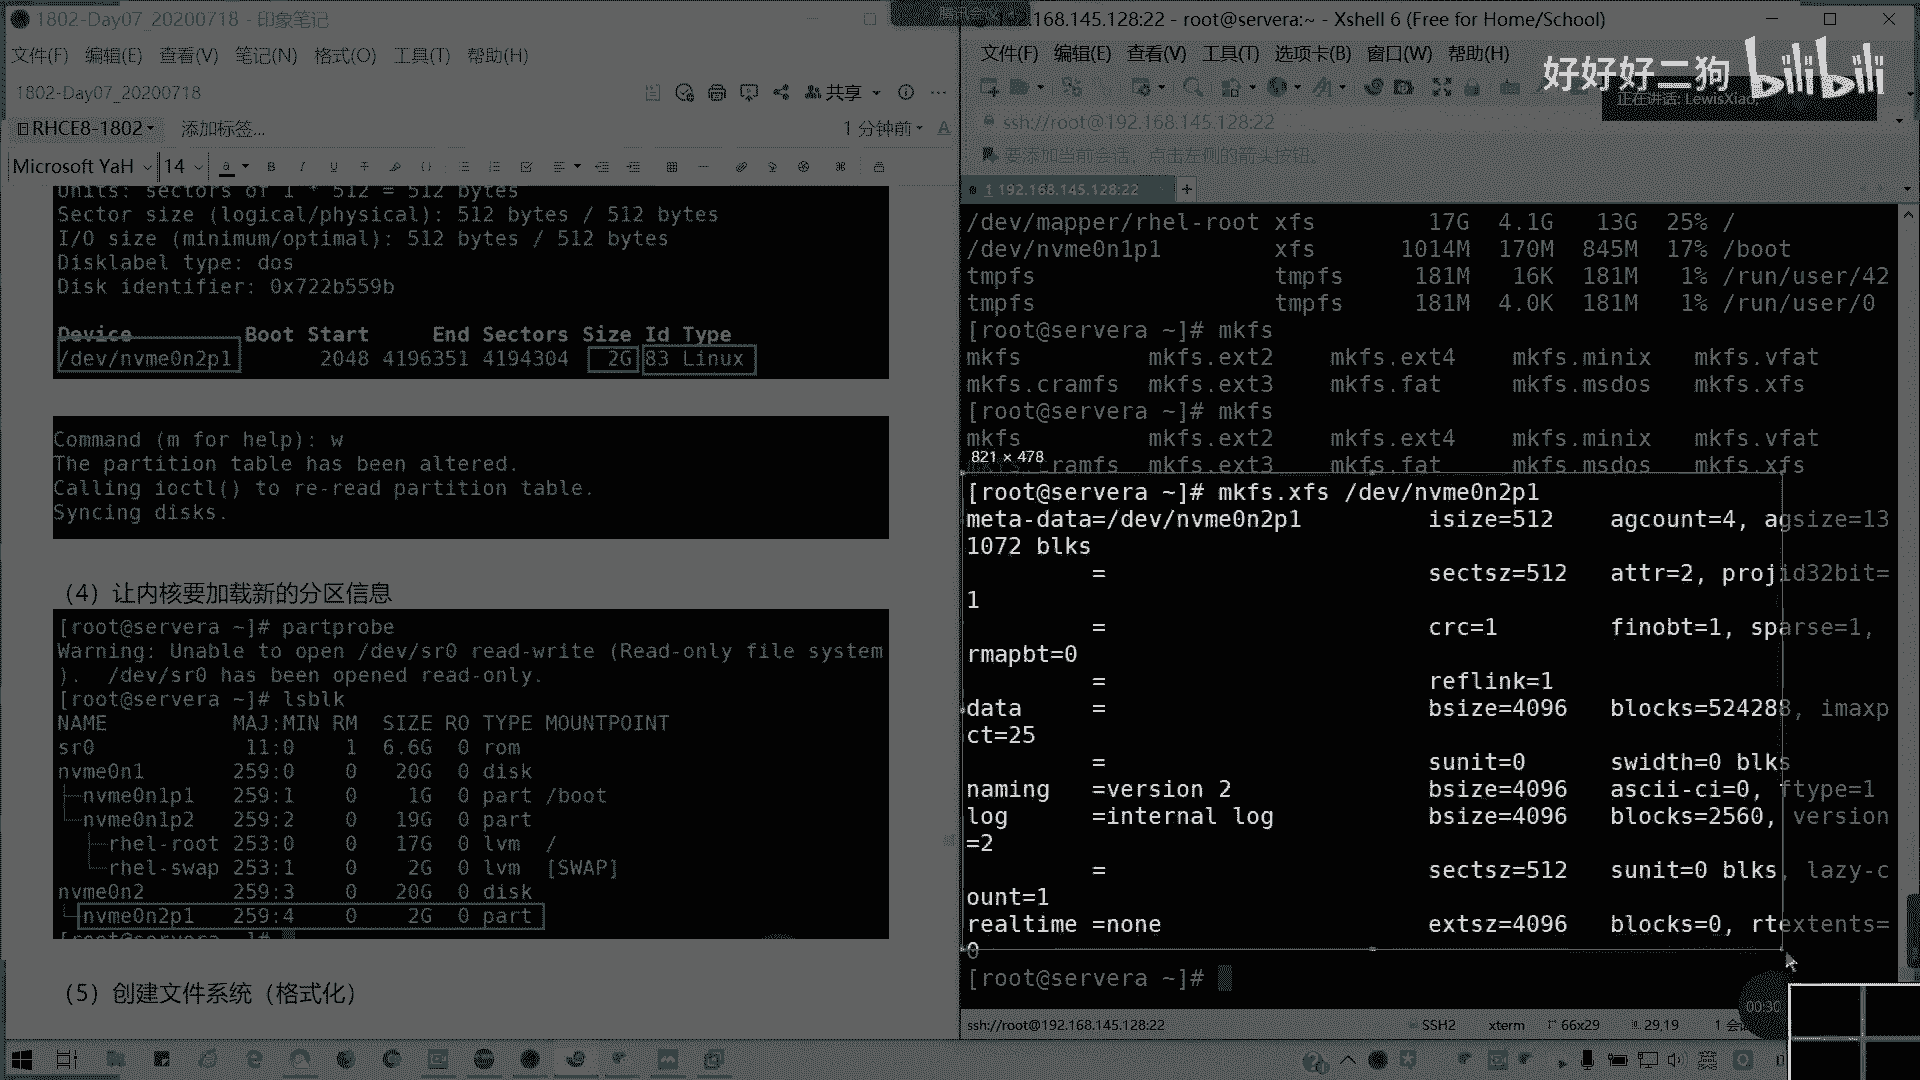 1802-Day07_20200718 - 印象笔记
文件(F) 编辑(E) 查看(V) 笔记(N) 格式(O) 工具(T) 帮助(H)
1802-Day07_20200718
共享
RHCE8-1802 添加标签...
1 分钟前
Microsoft YaH 14
Units: sectors of 1 * 512 = 512 bytes
Sector size (logical/physical): 512 bytes / 512 bytes
I/O size (minimum/optimal): 512 bytes / 512 bytes
Disklabel type: dos
Disk identifier: 0x722b559b
Device Boot Start End Sectors Size Id Type
/dev/nvme0n2p1 2048 4196351 4194304 2G 83 Linux
Command (m for help): w
The partition table has been altered.
Calling ioctl() to re-read partition table.
Syncing disks.
（4）让内核要加载新的分区信息
[root@servera ~]# partprobe
Warning: Unable to open /dev/sr0 read-write (Read-only file system
). /dev/sr0 has been opened read-only.
[root@servera ~]# lsblk
NAME MAJ:MIN RM SIZE RO TYPE MOUNTPOINT
sr0 11:0 1 6.6G 0 rom
nvme0n1 259:0 0 20G 0 disk
├─nvme0n1p1 259:1 0 1G 0 part /boot
└─nvme0n1p2 259:2 0 19G 0 part
├─rhel-root 253:0 0 17G 0 lvm /
└─rhel-swap 253:1 0 2G 0 lvm [SWAP]
nvme0n2 259:3 0 20G 0 disk
└─nvme0n2p1 259:4 0 2G 0 part
[root@servera ~]#
（5）创建文件系统（格式化）
192.168.145.128:22 - root@servera:~ - Xshell 6 (Free for Home/School)
文件(F) 编辑(E) 查看(V) 工具(T) 选项卡(B) 窗口(W) 帮助(H)
好好好二狗 bilibili
正在讲话: LewisXiao;
ssh://root@192.168.145.128:22
要添加当前会话，点击左侧的箭头按钮。
1 192.168.145.128:22
/dev/mapper/rhel-root xfs 17G 4.1G 13G 25% /
/dev/nvme0n1p1 xfs 1014M 170M 845M 17% /boot
tmpfs tmpfs 181M 16K 181M 1% /run/user/42
tmpfs tmpfs 181M 4.0K 181M 1% /run/user/0
[root@servera ~]# mkfs
mkfs mkfs.ext2 mkfs.ext4 mkfs.minix mkfs.vfat
mkfs.cramfs mkfs.ext3 mkfs.fat mkfs.msdos mkfs.xfs
[root@servera ~]# mkfs
mkfs mkfs.ext2 mkfs.ext4 mkfs.minix mkfs.vfat
821 × 478
mkfs.cramfs mkfs.ext3 mkfs.fat mkfs.msdos mkfs.xfs
[root@servera ~]# mkfs.xfs /dev/nvme0n2p1
meta-data=/dev/nvme0n2p1 isize=512 agcount=4, agsize=13
1072 blks
= sectsz=512 attr=2, projid32bit=
1
= crc=1 finobt=1, sparse=1,
rmapbt=0
= reflink=1
data = bsize=4096 blocks=524288, imaxp
ct=25
= sunit=0 swidth=0 blks
naming =version 2 bsize=4096 ascii-ci=0, ftype=1
log =internal log bsize=4096 blocks=2560, version
=2
= sectsz=512 sunit=0 blks, lazy-c
ount=1
realtime =none extsz=4096 blocks=0, rtextents=
0
[root@servera ~]#
00:30
ssh://root@192.168.145.128:22 SSH2 xterm 66x29 29,19
英